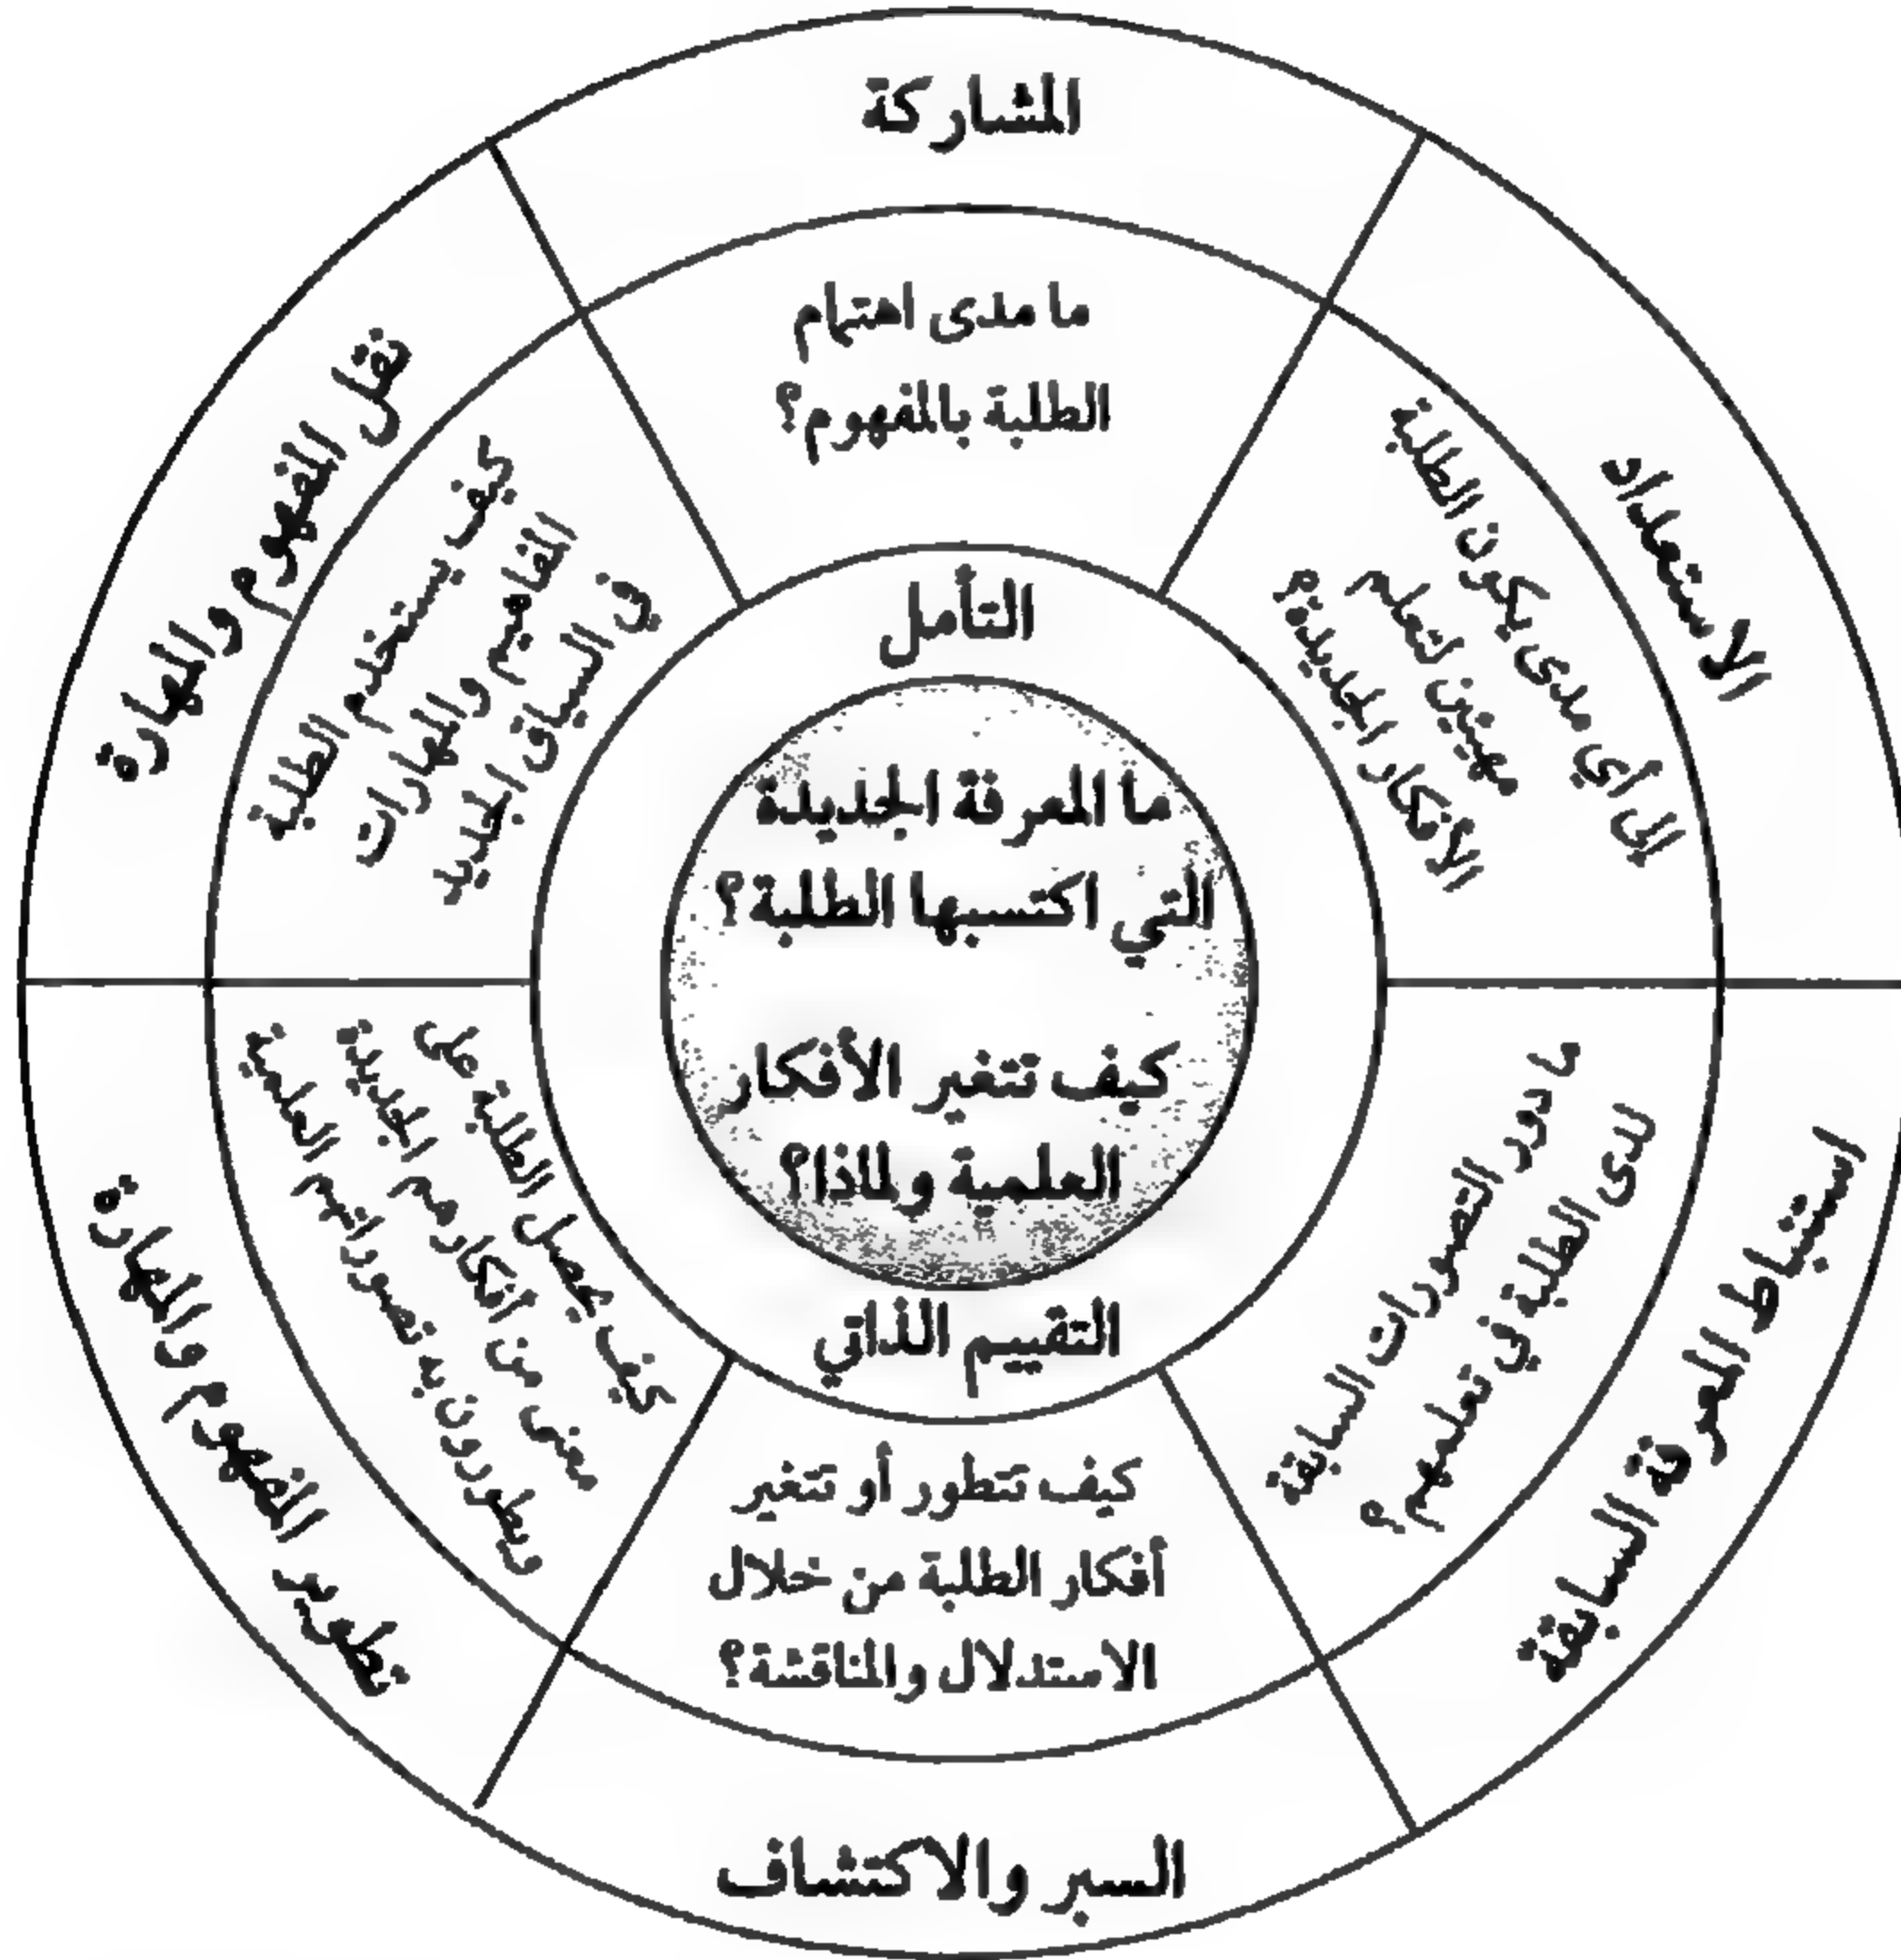 المشاركة
ما مدى اهتمام
الطلبة بالمفهوم؟
الاستعداد
إلى أي مدى يكون الطلبة
مهيئين لتعلم
الأفكار الجديدة؟
استنباط المعرفة السابقة
ما دور التصورات السابقة
لدى الطلبة في تعلمهم؟
السبر والاكتشاف
كيف تتطور أو تتغير
أفكار الطلبة من خلال
الاستدلال والمناقشة؟
تطوير المفهوم والمهارة
كيف يحصل الطلبة على
معنى من أفكارهم الجديدة
ويطورون به تصوراتهم العلمية
نقل المفهوم والمهارة
كيف يستخدم الطلبة
المفاهيم والمهارات
في السياق الجديد
التأمل
ما المعرفة الجديدة
التي اكتسبها الطلبة؟
كيف تتغير الأفكار
العلمية ولماذا؟
التقييم الذاتي